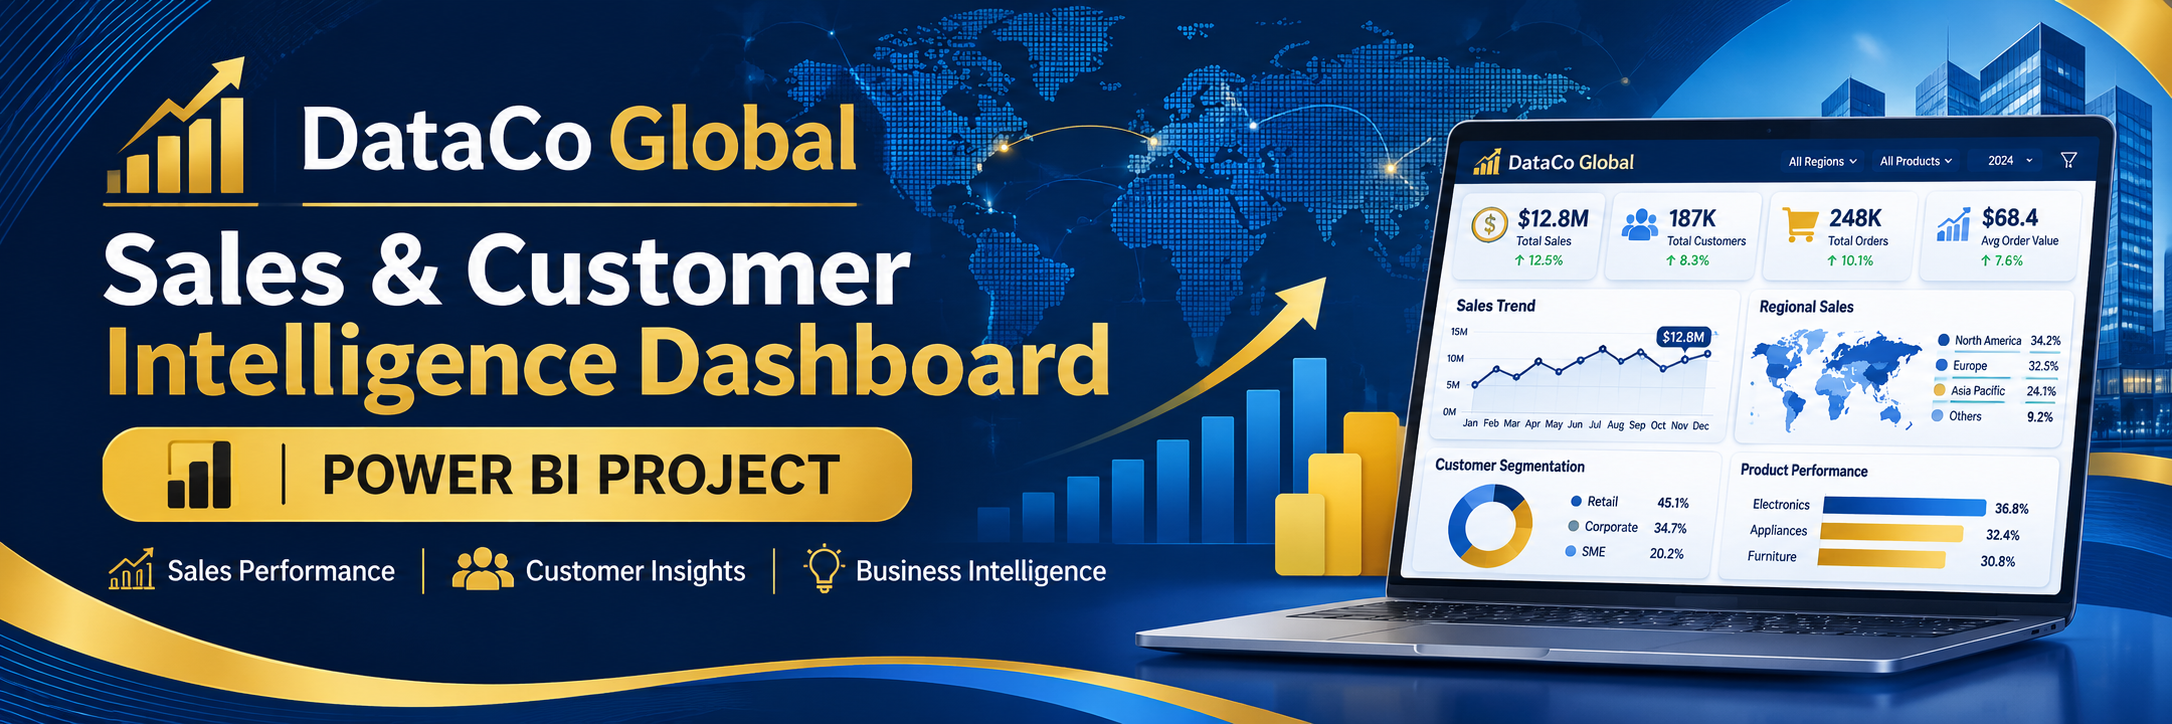 DataCo Global
Sales & Customer
Intelligence Dashboard
POWER BI PROJECT
Sales Performance
Customer Insights
Business Intelligence
DataCo Global
All Regions
All Products
2024
$12.8M
Total Sales
↑ 12.5%
187K
Total Customers
↑ 8.3%
248K
Total Orders
↑ 10.1%
$68.4
Avg Order Value
↑ 7.6%
Sales Trend
15M
10M
5M
0M
$12.8M
Jan Feb Mar Apr May Jun Jul Aug Sep Oct Nov Dec
Regional Sales
North America 34.2%
Europe 32.5%
Asia Pacific 24.1%
Others 9.2%
Customer Segmentation
Retail 45.1%
Corporate 34.7%
SME 20.2%
Product Performance
Electronics 36.8%
Appliances 32.4%
Furniture 30.8%